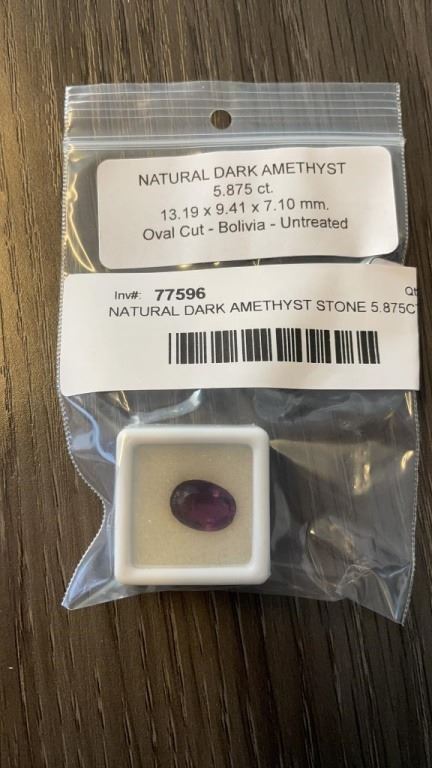 NATURAL DARK AMETHYST
5.875 ct.
13.19 x 9.41 x 7.10 mm.
Oval Cut - Bolivia - Untreated
Inv#: 77596 Qt
NATURAL DARK AMETHYST STONE 5.875CT